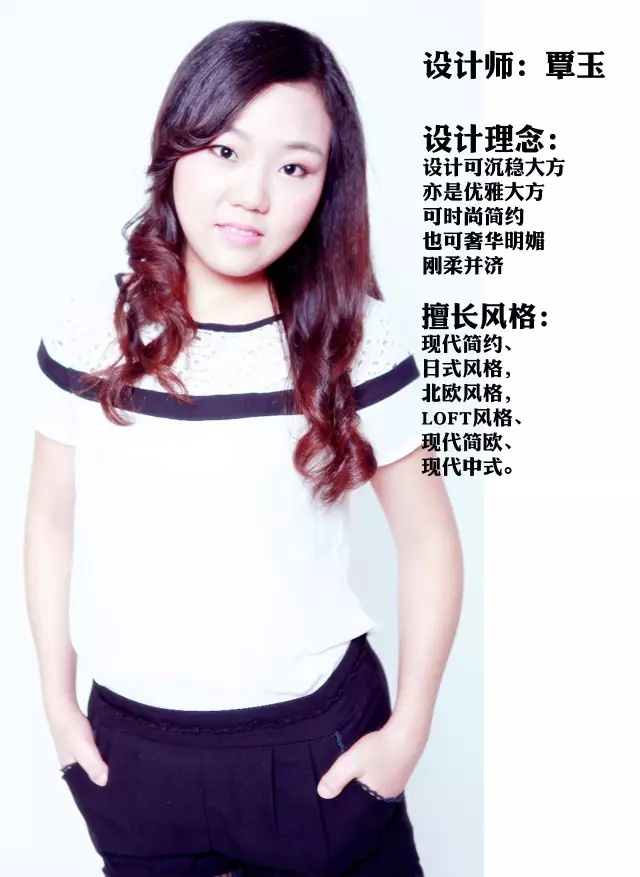 设计师：覃玉
设计理念：
设计可沉稳大方
亦是优雅大方
可时尚简约
也可奢华明媚
刚柔并济
擅长风格：
现代简约、
日式风格，
北欧风格，
LOFT风格、
现代简欧、
现代中式。